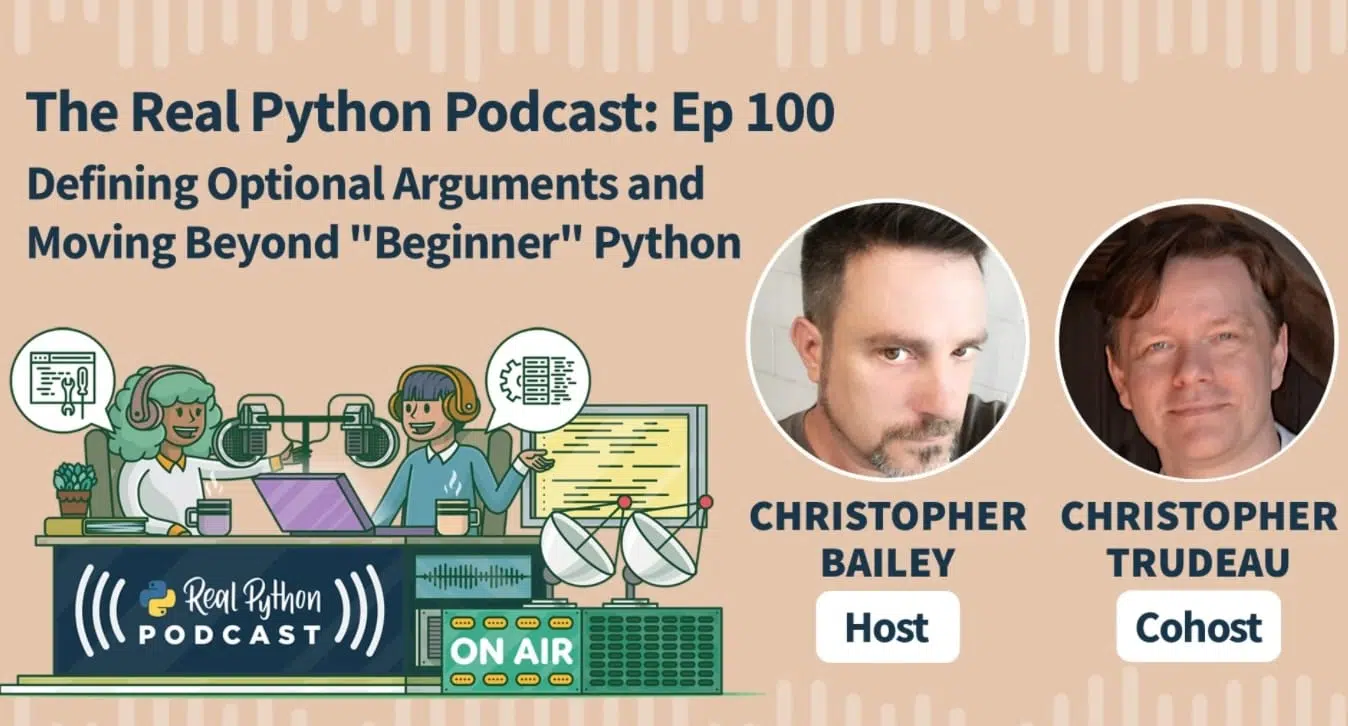 The Real Python Podcast: Ep 100
Defining Optional Arguments and
Moving Beyond "Beginner" Python
CHRISTOPHER
BAILEY
Host
CHRISTOPHER
TRUDEAU
Cohost
Real Python
PODCAST
ON AIR